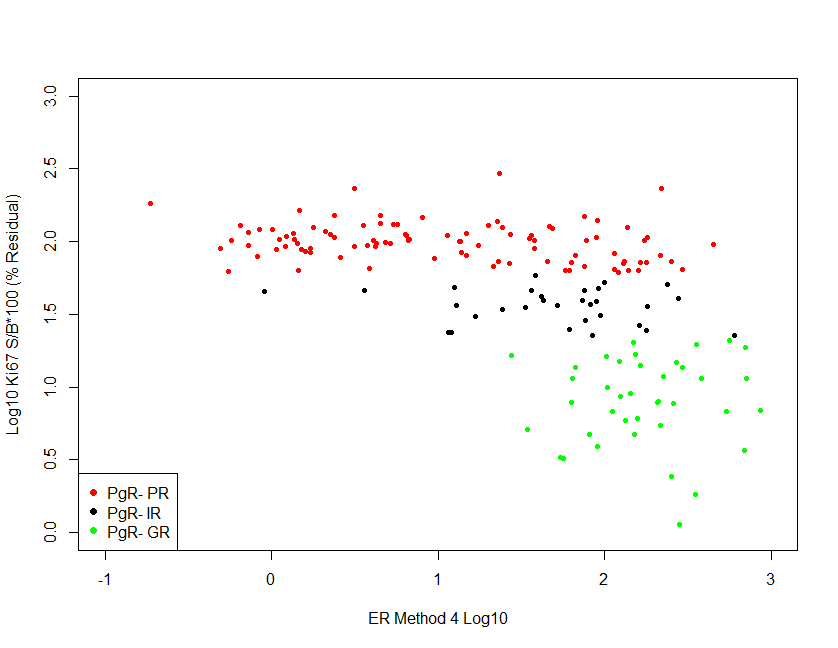 3.0
2.5
2.0
1.5
1.0
0.5
0.0
Log10 Ki67 S/B*100 (% Residual)
PgR- PR
PgR- IR
PgR- GR
-1
0
1
2
3
ER Method 4 Log10